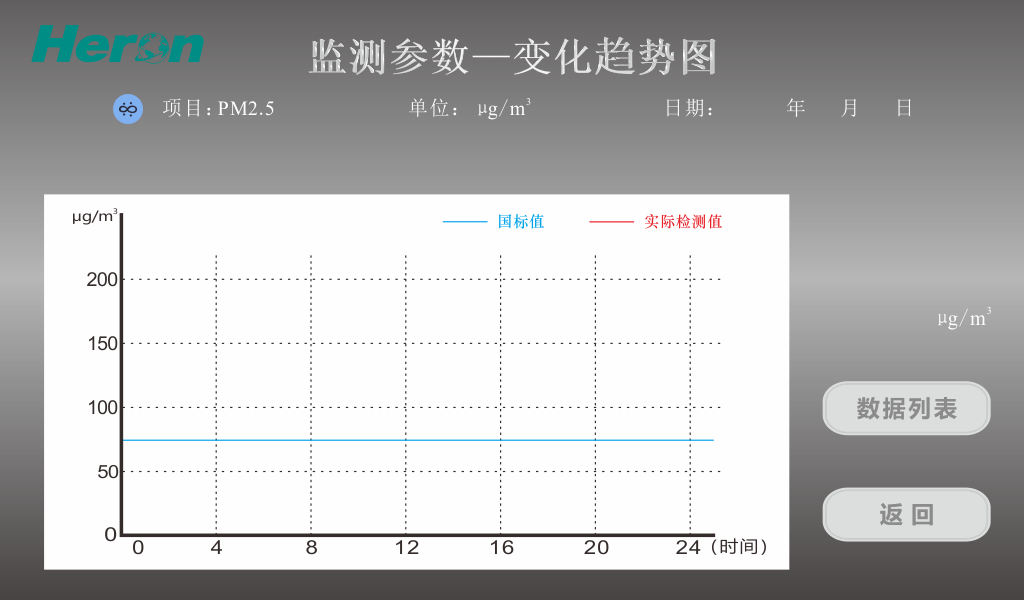 Heron
监测参数—变化趋势图
项目：PM2.5 单位： μg/m³ 日期： 年 月 日
μg/m³ 国标值 实际检测值
200
150
100
50
0
0 4 8 12 16 20 24（时间）
μg/m³
数据列表
返回